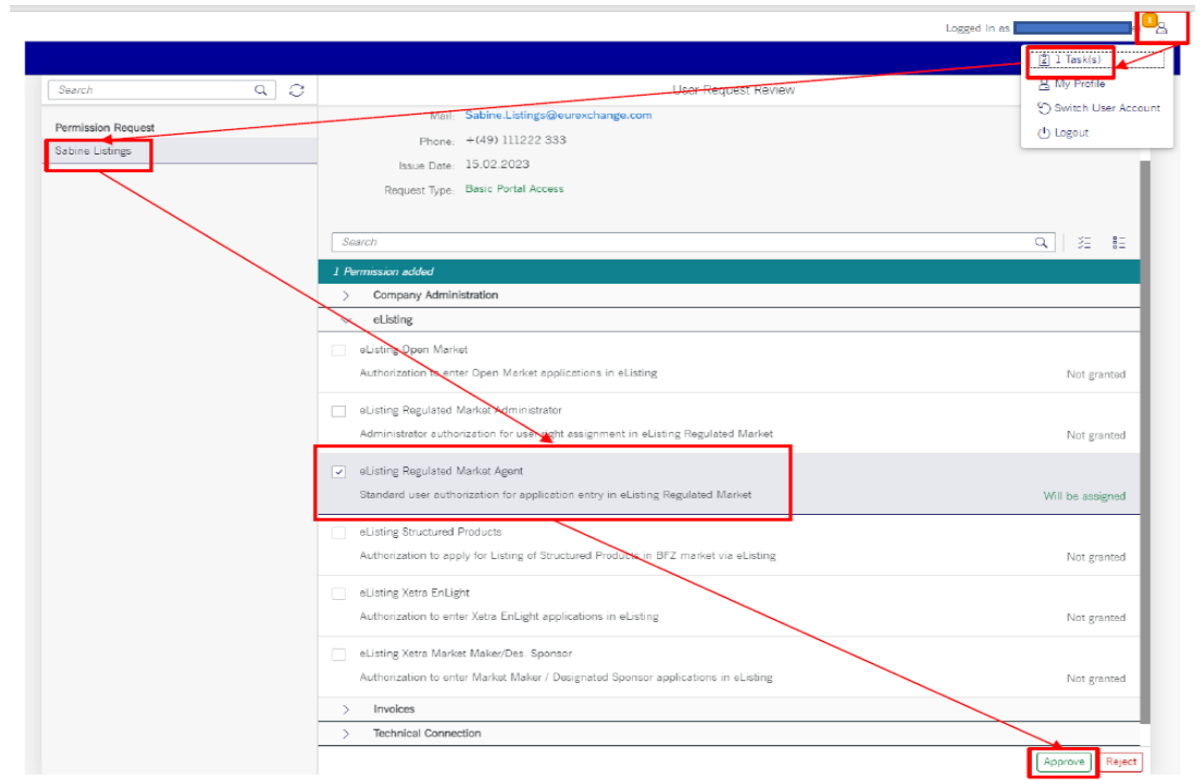 Logged in as
1
1 Task(s)
My Profile
Switch User Account
Logout
Search
Permission Request
Sabine Listings
User Request Review
Mail: Sabine.Listings@eurexchange.com
Phone: +(49) 111222 333
Issue Date: 15.02.2023
Request Type: Basic Portal Access
Search
1 Permission added
Company Administration
eListing
eListing Open Market
Authorization to enter Open Market applications in eListing
Not granted
eListing Regulated Market Administrator
Administrator authorization for user right assignment in eListing Regulated Market
Not granted
eListing Regulated Market Agent
Standard user authorization for application entry in eListing Regulated Market
Will be assigned
eListing Structured Products
Authorization to apply for Listing of Structured Products in BFZ market via eListing
Not granted
eListing Xetra EnLight
Authorization to enter Xetra EnLight applications in eListing
Not granted
eListing Xetra Market Maker/Des. Sponsor
Authorization to enter Market Maker / Designated Sponsor applications in eListing
Not granted
Invoices
Technical Connection
Approve
Reject